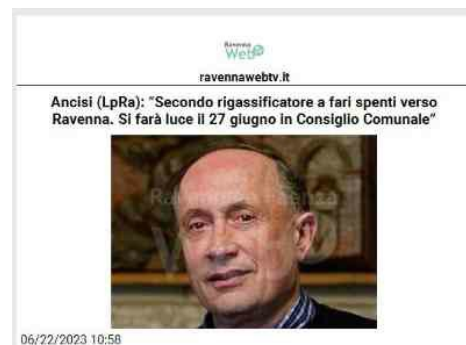 Ravenna
Web
ravennawebtv.it
Ancisi (LpRa): “Secondo rigassificatore a fari spenti verso
Ravenna. Si farà luce il 27 giugno in Consiglio Comunale”
06/22/2023 10:58